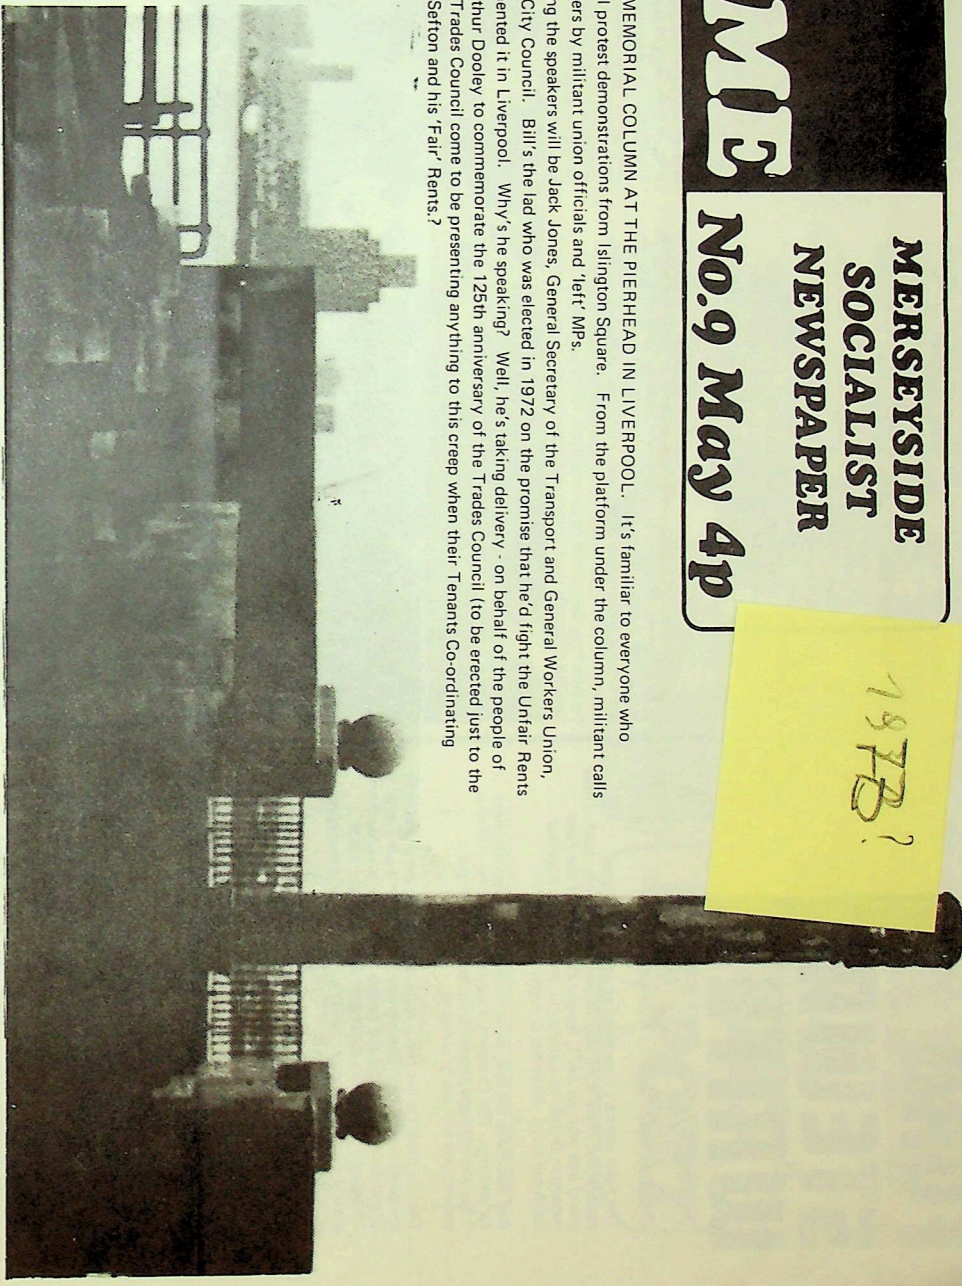 ME
MERSEYSIDE
SOCIALIST
NEWSPAPER
No.9 May 4p
MEMORIAL COLUMN AT THE PIERHEAD IN LIVERPOOL. It's familiar to everyone who
protest demonstrations from Islington Square. From the platform under the column, militant calls
ers by militant union officials and 'left' MPs.
ng the speakers will be Jack Jones, General Secretary of the Transport and General Workers Union,
City Council. Bill's the lad who was elected in 1972 on the promise that he'd fight the Unfair Rents
ented it in Liverpool. Why's he speaking? Well, he's taking delivery - on behalf of the people of
thur Dooley to commemorate the 125th anniversary of the Trades Council (to be erected just to the
Trades Council come to be presenting anything to this creep when their Tenants Co-ordinating
Sefton and his 'Fair' Rents.?